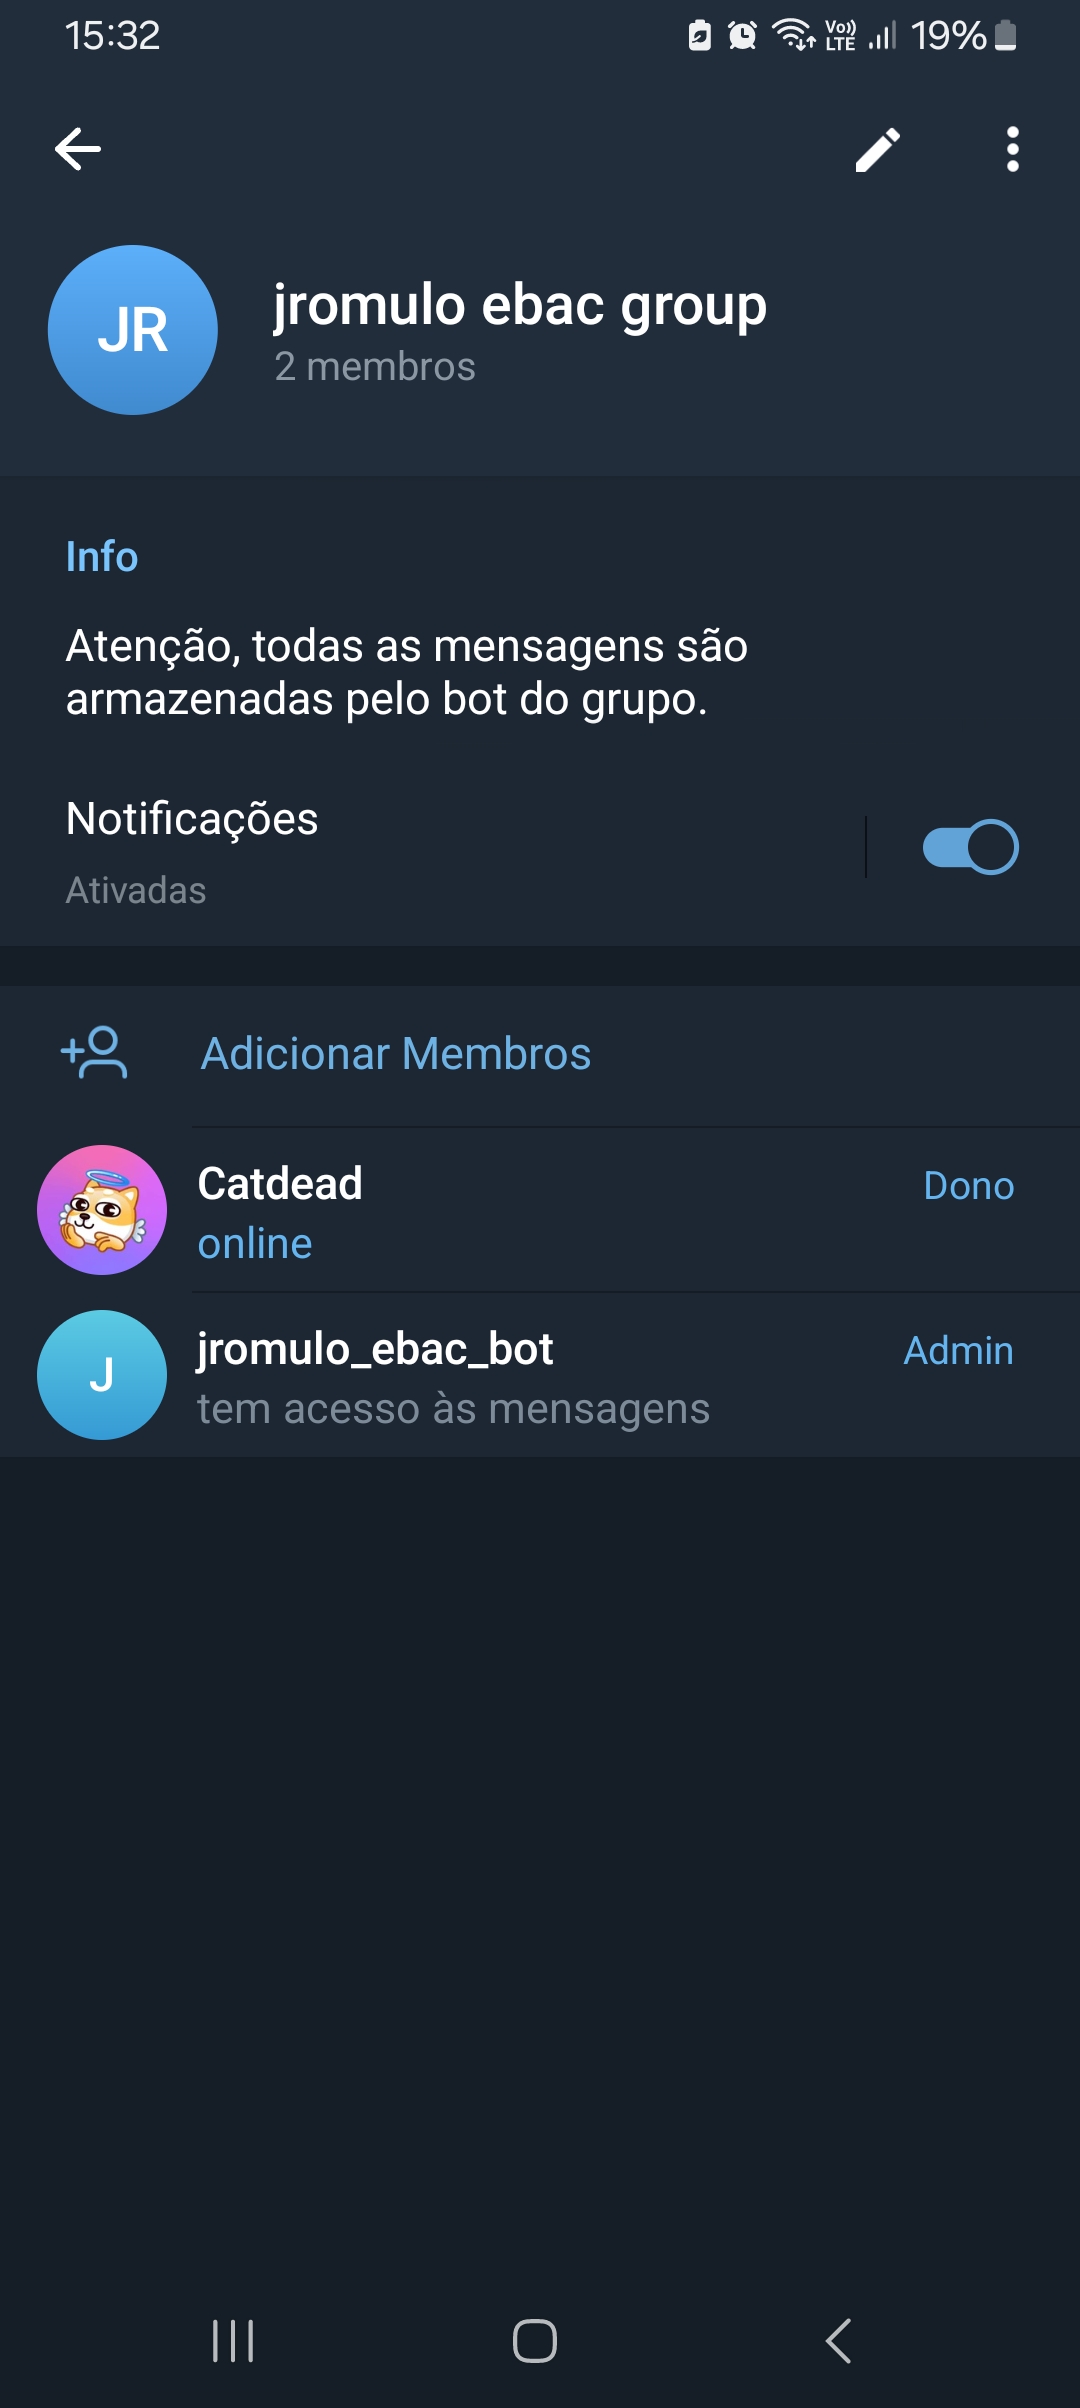 15:32
Vo)) LTE 19%
JR
jromulo ebac group
2 membros
Info
Atenção, todas as mensagens são
armazenadas pelo bot do grupo.
Notificações
Ativadas
Adicionar Membros
Catdead Dono
online
J
jromulo_ebac_bot Admin
tem acesso às mensagens